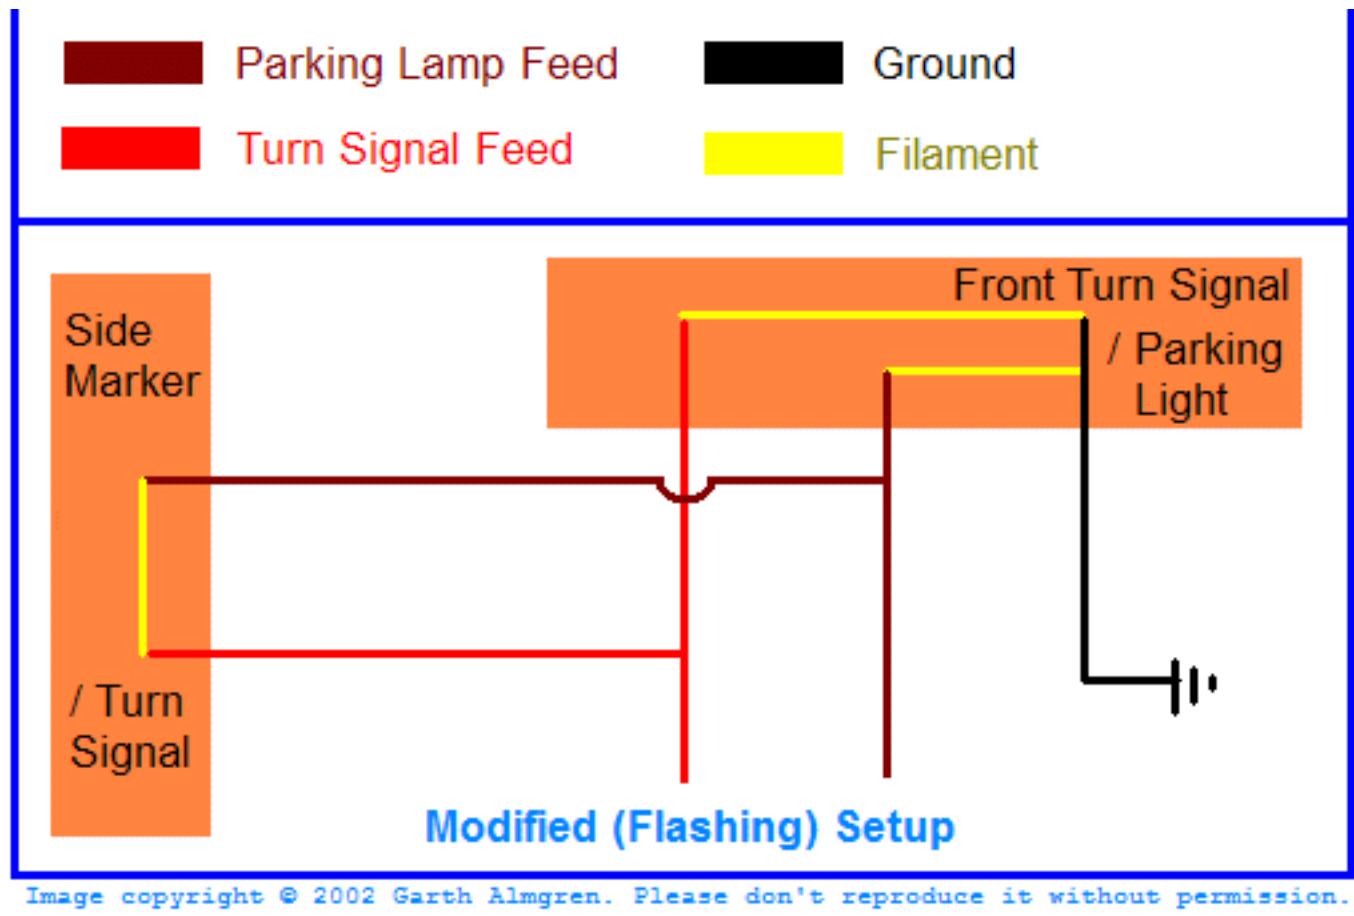 Parking Lamp Feed
Ground
Turn Signal Feed
Filament
Front Turn Signal
/ Parking
Light
Side
Marker
/ Turn
Signal
Modified (Flashing) Setup
Image copyright © 2002 Garth Almgren. Please don't reproduce it without permission.